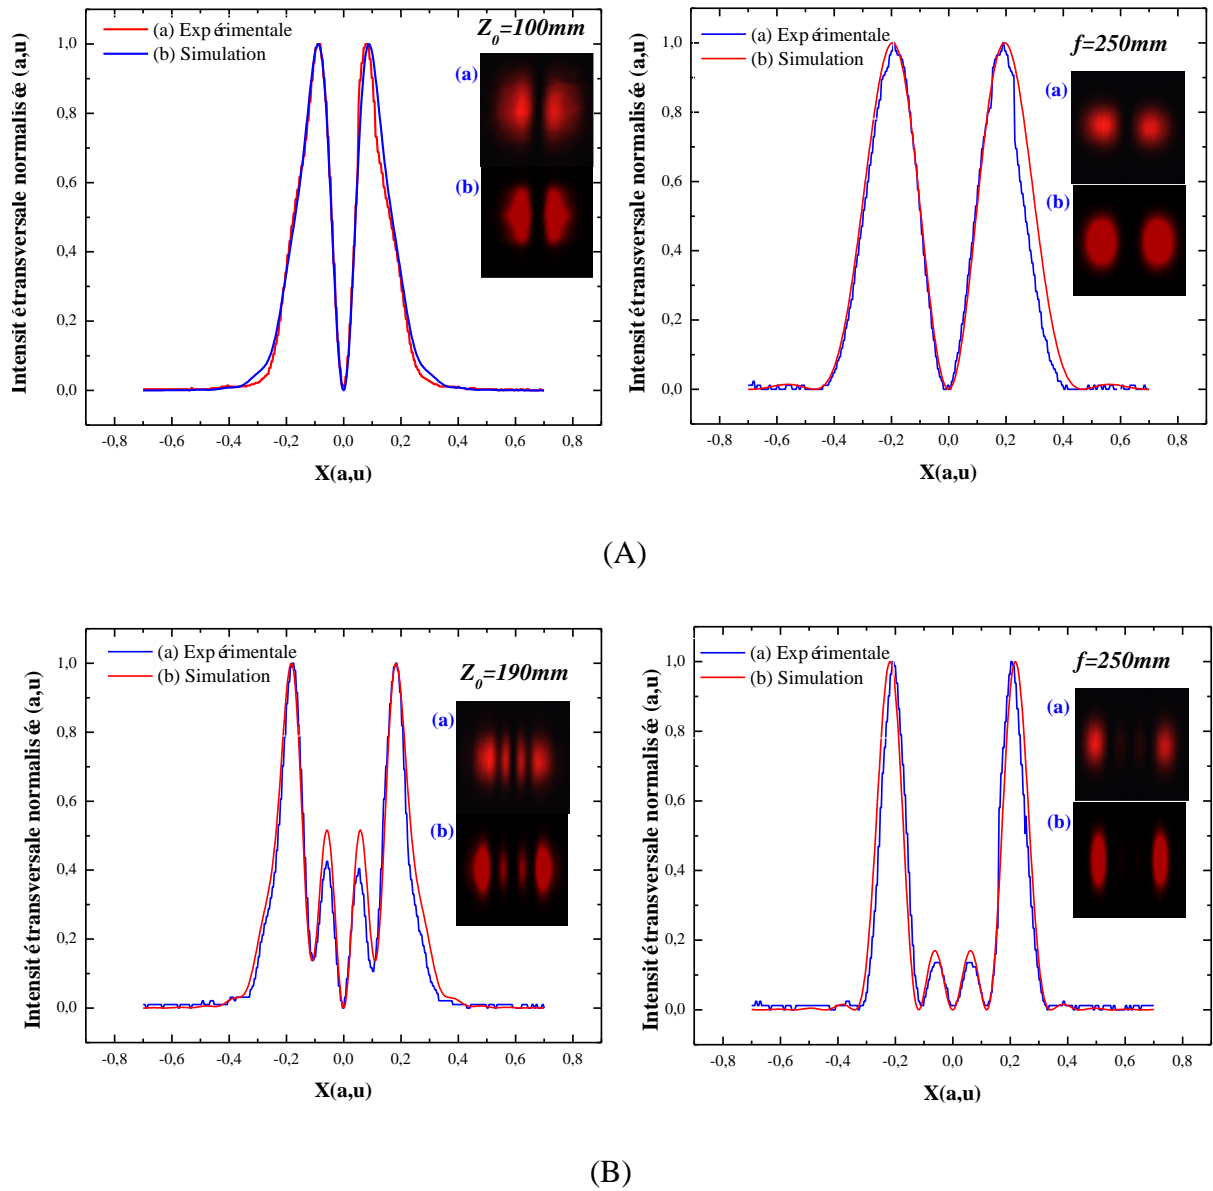 (a) Expérimentale
(b) Simulation
Z0=100mm
(a)
(b)
Intensité transversale normalisée (a,u)
1,0
0,8
0,6
0,4
0,2
0,0
-0,8 -0,6 -0,4 -0,2 0,0 0,2 0,4 0,6 0,8
X(a,u)
(a) Expérimentale
(b) Simulation
f=250mm
(a)
(b)
Intensité transversale normalisée (a,u)
1,0
0,8
0,6
0,4
0,2
0,0
-0,8 -0,6 -0,4 -0,2 0,0 0,2 0,4 0,6 0,8
X(a,u)
(A)
(a) Expérimentale
(b) Simulation
Z0=190mm
(a)
(b)
Intensité transversale normalisée (a,u)
1,0
0,8
0,6
0,4
0,2
0,0
-0,8 -0,6 -0,4 -0,2 0,0 0,2 0,4 0,6 0,8
X(a,u)
(a) Expérimentale
(b) Simulation
f=250mm
(a)
(b)
Intensité transversale normalisée (a,u)
1,0
0,8
0,6
0,4
0,2
0,0
-0,8 -0,6 -0,4 -0,2 0,0 0,2 0,4 0,6 0,8
X(a,u)
(B)